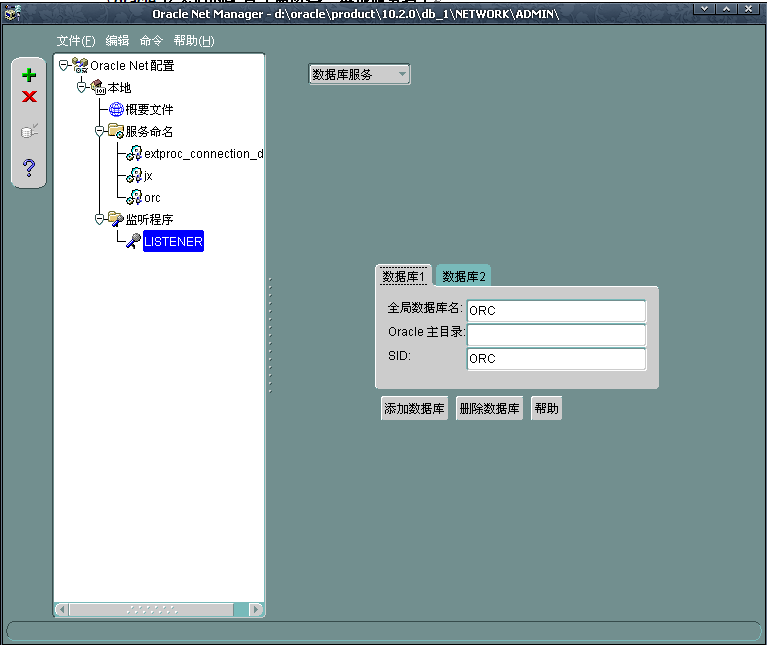 Oracle Net Manager - d:\oracle\product\10.2.0\db_1\NETWORK\ADMIN\
文件(F) 编辑 命令 帮助(H)
Oracle Net 配置
本地
概要文件
服务命名
extproc_connection_d
jx
orc
监听程序
LISTENER
数据库服务
数据库1 数据库2
全局数据库名: ORC
Oracle 主目录:
SID: ORC
添加数据库 删除数据库 帮助